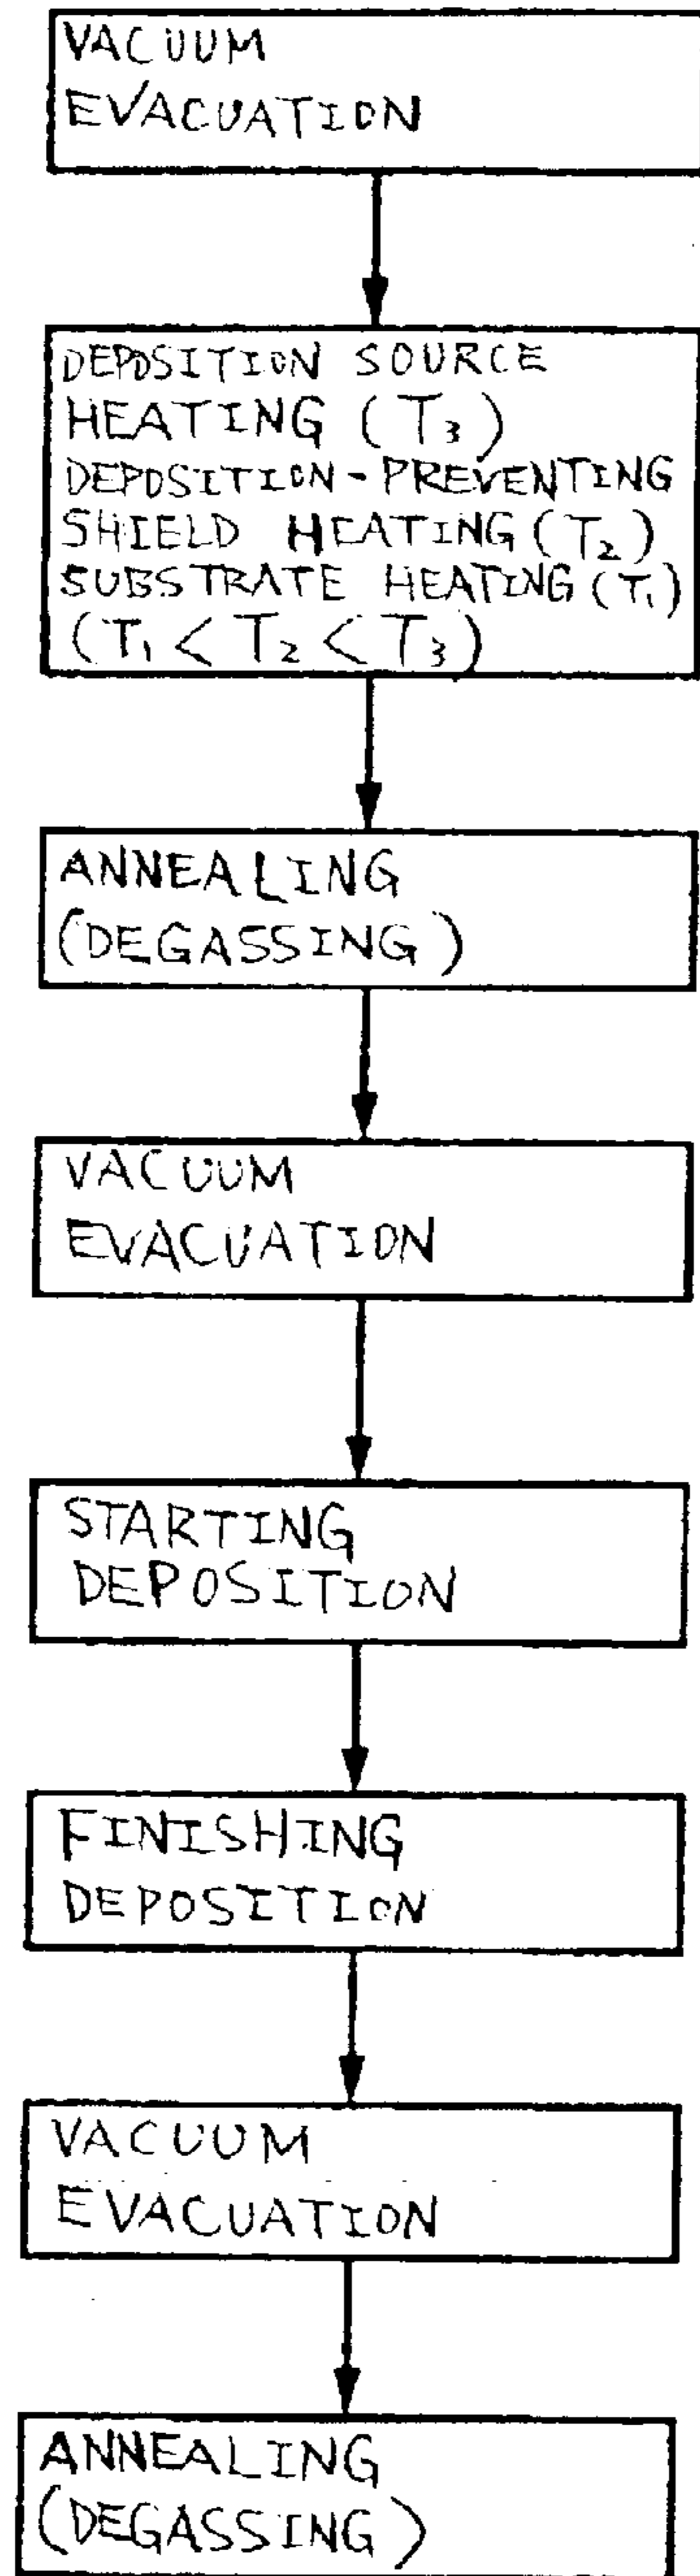 VACUUM
EVACUATION
DEPOSITION SOURCE
HEATING (T₃)
DEPOSITION-PREVENTING
SHIELD HEATING (T₂)
SUBSTRATE HEATING (T₁)
(T₁ < T₂ < T₃)
ANNEALING
(DEGASSING)
VACUUM
EVACUATION
STARTING
DEPOSITION
FINISHING
DEPOSITION
VACUUM
EVACUATION
ANNEALING
(DEGASSING)